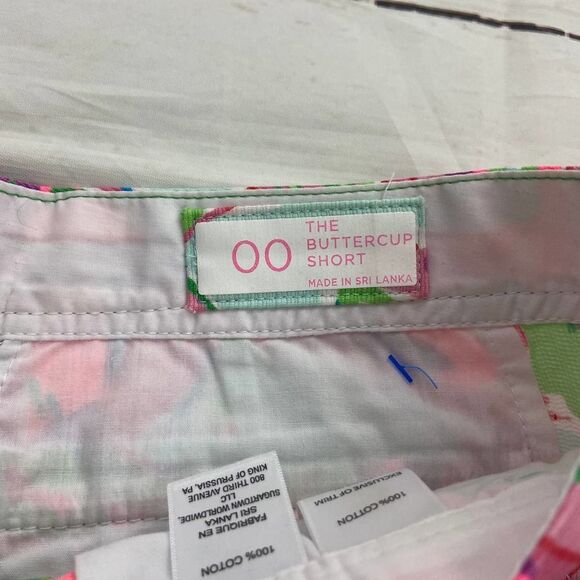 00
THE
BUTTERCUP
SHORT
MADE IN SRI LANKA
100% COTON
FABRIQUE EN
SRI LANKA
SUGARTOWN WORLDWIDE,
LLC
800 THIRD AVENUE
KING OF PRUSSIA, PA
100% COTTON
EXCLUSIVE OF TRIM